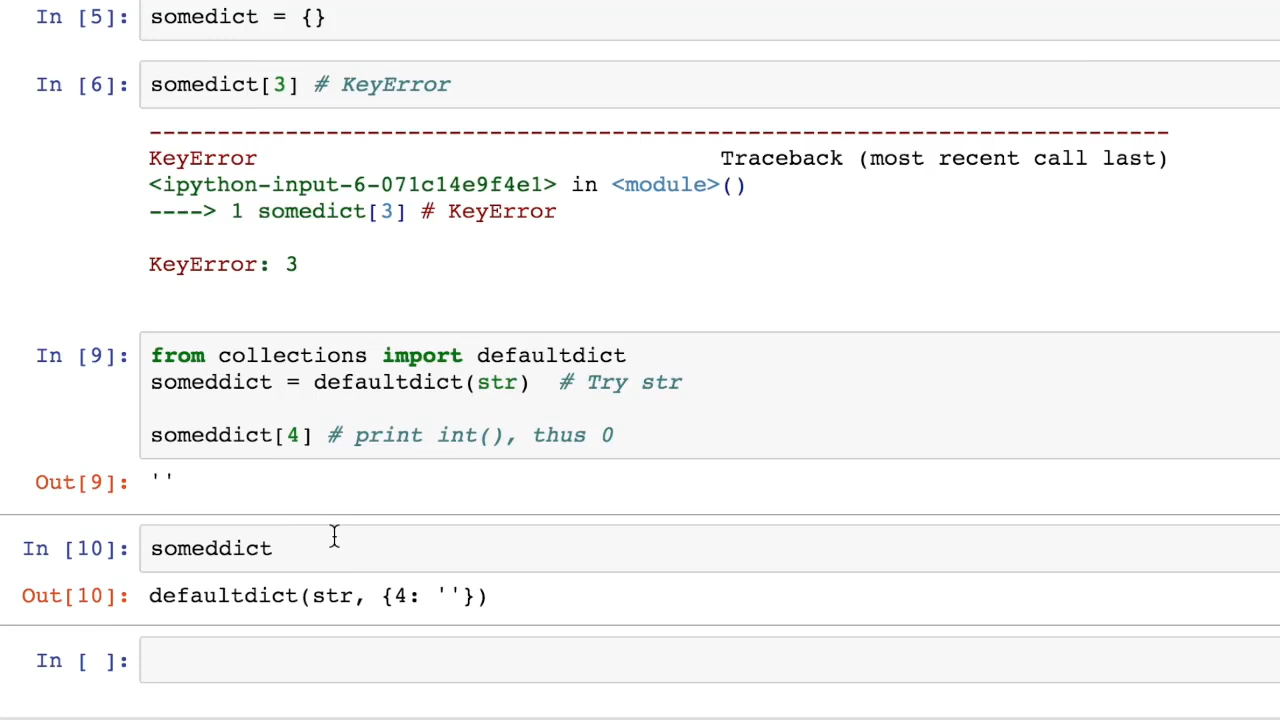 In [5]: somedict = {}
In [6]: somedict[3] # KeyError
---------------------------------------------------------------------------
KeyError Traceback (most recent call last)
<ipython-input-6-071c14e9f4e1> in <module>()
----> 1 somedict[3] # KeyError
KeyError: 3
In [9]: from collections import defaultdict
someddict = defaultdict(str) # Try str
someddict[4] # print int(), thus 0
Out[9]: ''
In [10]: someddict
Out[10]: defaultdict(str, {4: ''})
In [ ]: